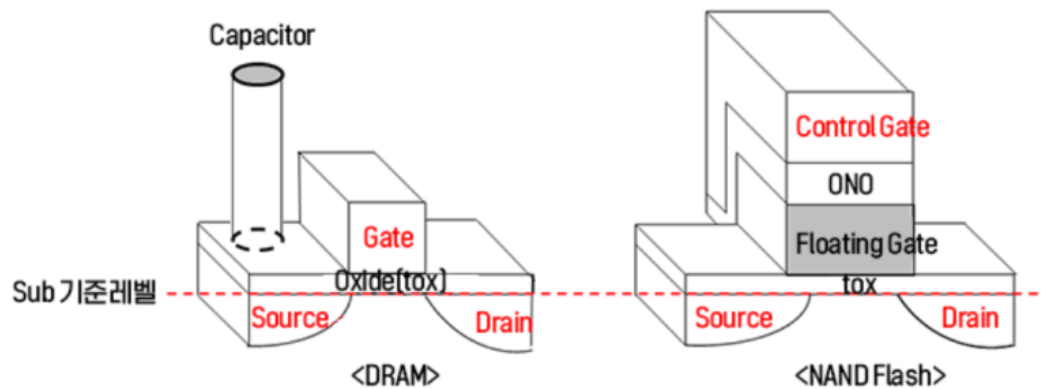 Capacitor
Gate
Oxide(tox)
Sub 기준레벨
Source
Drain
<DRAM>
Control Gate
ONO
Floating Gate
tox
Source
Drain
<NAND Flash>